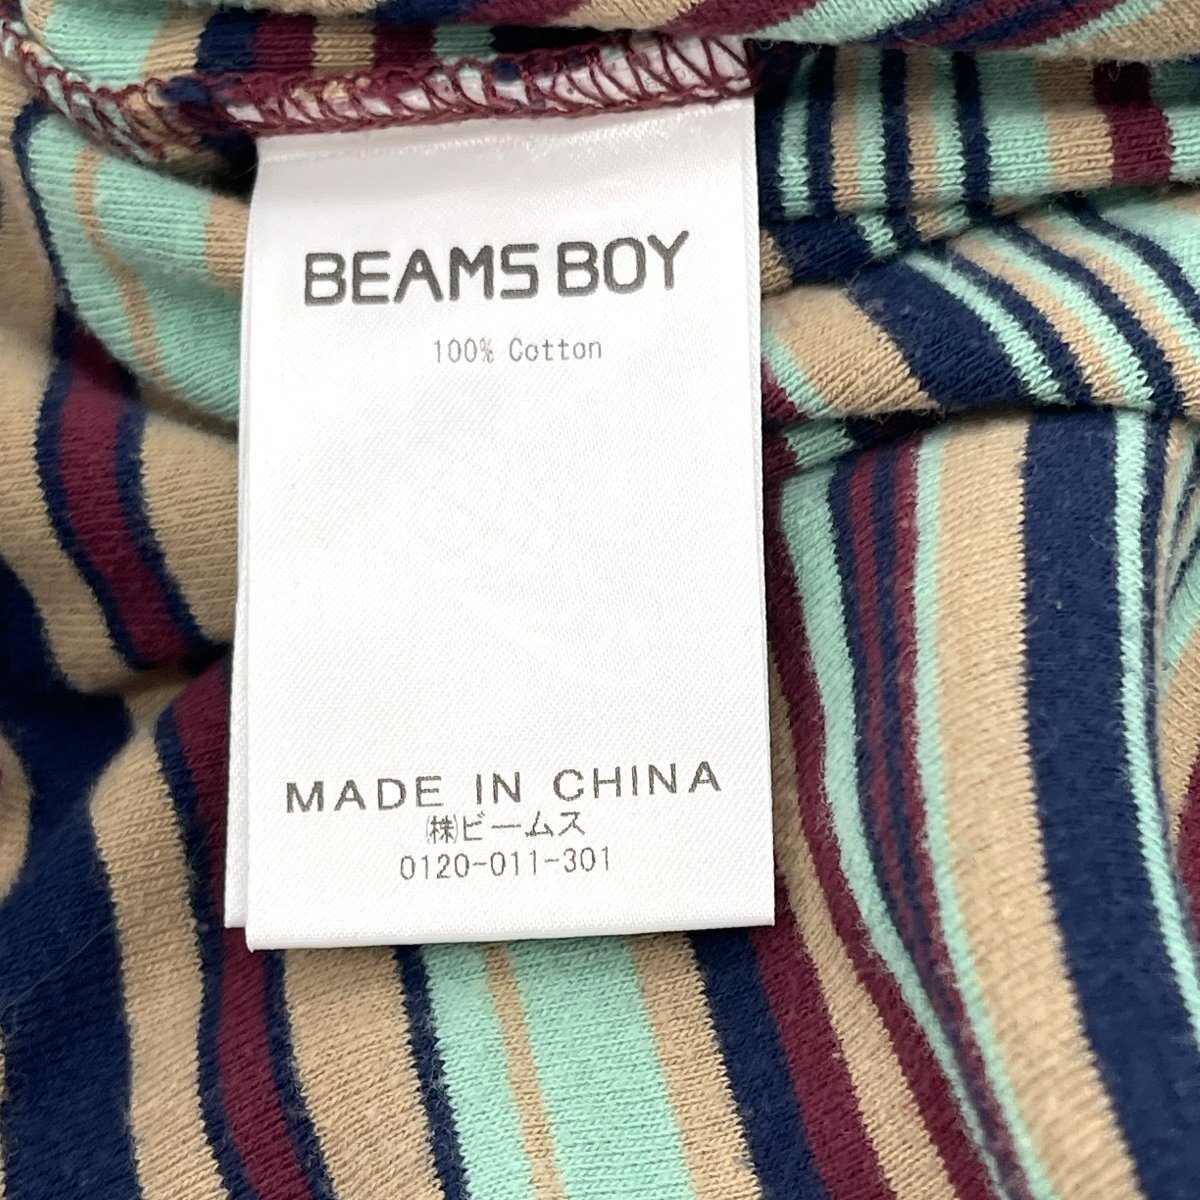 BEAMS BOY
100% Cotton
MADE IN CHINA
㈱ビームス
0120-011-301